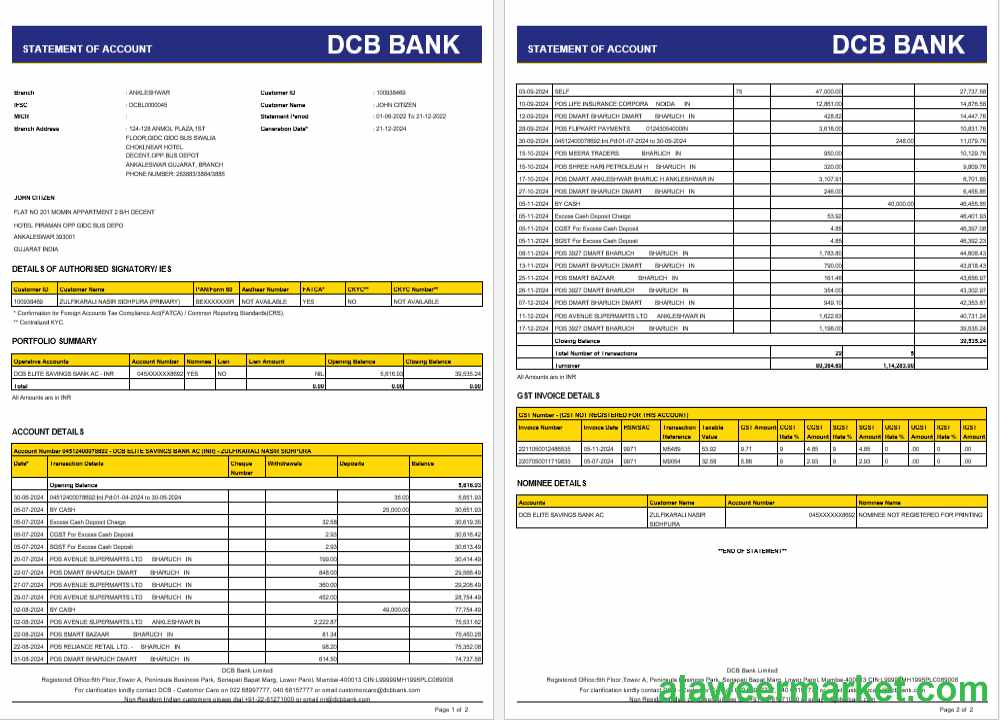 STATEMENT OF ACCOUNT DCB BANK
Branch : ANKLESHWAR Customer ID : 100938469
IFSC : DCBL0000045 Customer Name : JOHN CITIZEN
MICR : Statement Period : 01-06-2022 To 21-12-2022
Branch Address : 124-128 ANMOL PLAZA,1ST Generation Date* : 21-12-2024
FLOOR,GIDC GIDC BUS SWALIA
CHOKI,NEAR HOTEL
DECENT,OPP BUS DEPOT
ANKLESWAR GUJARAT, BRANCH
PHONE NUMBER: 253883/3884/3885
JOHN CITIZEN
FLAT NO 201 MOMIN APPARTMENT 2 B/H DECENT
HOTEL PIRAMAN OPP GIDC BUS DEPO
ANKALESWAR 393001
GUJARAT INDIA
DETAILS OF AUTHORISED SIGNATORY/ IES
Customer ID Customer Name PAN/Form 60 Aadhaar Number FATCA* CKYC** CKYC Number**
100938469 ZULFIKARALI NASIR SIDHPURA (PRIMARY) NOT AVAILABLE YES NO NOT AVAILABLE
* Confirmation for Foreign Accounts Tax Compliance Act(FATCA) / Common Reporting Standards(CRS).
** Centralized KYC.
PORTFOLIO SUMMARY
Operative Accounts Account Number Nominee Lien Lien Amount Opening Balance Closing Balance
DCB ELITE SAVINGS BANK AC - INR 045XXXXXX8692 YES NO NIL 5,616.93 39,535.24
Total 0.00 0.00 0.00
All Amounts are in INR
ACCOUNT DETAILS
Account Number 04512400078692 - DCB ELITE SAVINGS BANK AC (INR) - ZULFIKARALI NASIR SIDHPURA
Date* Transaction Details Cheque Number Withdrawals Deposits Balance
Opening Balance 5,616.93
30-06-2024 04512400078692:Int.Pd:01-04-2024 to 30-06-2024 35.00 5,651.93
05-07-2024 BY CASH 25,000.00 30,651.93
05-07-2024 Excess Cash Deposit Charge 32.58 30,619.35
05-07-2024 CGST For Excess Cash Deposit 2.93 30,616.42
05-07-2024 SGST For Excess Cash Deposit 2.93 30,613.49
20-07-2024 POS AVENUE SUPERMARTS LTD BHARUCH IN 199.00 30,414.49
22-07-2024 POS DMART BHARUCH DMART BHARUCH IN 848.00 29,566.49
27-07-2024 POS AVENUE SUPERMARTS LTD BHARUCH IN 360.00 29,206.49
29-07-2024 POS AVENUE SUPERMARTS LTD BHARUCH IN 452.00 28,754.49
02-08-2024 BY CASH 49,000.00 77,754.49
02-08-2024 POS AVENUE SUPERMARTS LTD ANKLESHWAR IN 2,222.87 75,531.62
22-08-2024 POS SMART BAZAAR BHARUCH IN 81.34 75,450.28
22-08-2024 POS RELIANCE RETAIL LTD. - BHARUCH IN 98.20 75,352.08
31-08-2024 POS DMART BHARUCH DMART BHARUCH IN 614.50 74,737.58
DCB Bank Limited
Registered Office:6th Floor,Tower A, Peninsula Business Park, Senapati Bapat Marg, Lower Parel, Mumbai-400013 CIN:L99999MH1995PLC089008
For clarification kindly contact DCB - Customer Care on 022 68997777, 040 68157777 or email customercare@dcbbank.com
Non Resident Indian customers please dial +91-22-61271000 or email nri@dcbbank.com
Page 1 of 2
STATEMENT OF ACCOUNT DCB BANK
03-09-2024 SELF 75 47,000.00 27,737.58
10-09-2024 POS LIFE INSURANCE CORPORA NOIDA IN 12,861.00 14,876.58
12-09-2024 POS DMART BHARUCH DMART BHARUCH IN 428.82 14,447.76
28-09-2024 POS FLIPKART PAYMENTS 01243054000IN 3,616.00 10,831.76
30-09-2024 04512400078692:Int.Pd:01-07-2024 to 30-09-2024 248.00 11,079.76
15-10-2024 POS MEERA TRADERS BHARUCH IN 950.00 10,129.76
15-10-2024 POS SHREE HARI PETROLEUM H BHARUCH IN 320.00 9,809.76
17-10-2024 POS DMART ANKLESHWAR BHARUC H ANKLESHWAR IN 3,107.91 6,701.85
27-10-2024 POS DMART BHARUCH DMART BHARUCH IN 246.00 6,455.85
05-11-2024 BY CASH 40,000.00 46,455.85
05-11-2024 Excess Cash Deposit Charge 53.92 46,401.93
05-11-2024 CGST For Excess Cash Deposit 4.85 46,397.08
05-11-2024 SGST For Excess Cash Deposit 4.85 46,392.23
08-11-2024 POS 3927 DMART BHARUCH BHARUCH IN 1,783.80 44,608.43
13-11-2024 POS DMART BHARUCH DMART BHARUCH IN 790.00 43,818.43
25-11-2024 POS SMART BAZAAR BHARUCH IN 161.46 43,656.97
26-11-2024 POS 3927 DMART BHARUCH BHARUCH IN 354.00 43,302.97
07-12-2024 POS DMART BHARUCH DMART BHARUCH IN 949.10 42,353.87
11-12-2024 POS AVENUE SUPERMARTS LTD ANKLESHWAR IN 1,622.63 40,731.24
17-12-2024 POS 3927 DMART BHARUCH BHARUCH IN 1,196.00 39,535.24
Closing Balance 39,535.24
Total Number of Transactions 29 5
Turnover 80,364.69 1,14,283.00
All Amounts are in INR
GST INVOICE DETAILS
GST Number - (GST NOT REGISTERED FOR THIS ACCOUNT)
Invoice Number Invoice Date HSN/SAC Transaction Reference Taxable Value GST Amount CGST Rate % CGST Amount SGST Rate % SGST Amount UGST Rate % UGST Amount IGST Rate % IGST Amount
2211050012486535 05-11-2024 9971 M5489 53.92 9.71 9 4.85 9 4.85 0 .00 0 .00
2207050011719835 05-07-2024 9971 M9054 32.58 5.86 9 2.93 9 2.93 0 .00 0 .00
NOMINEE DETAILS
Accounts Customer Name Account Number Nominee Name
DCB ELITE SAVINGS BANK AC ZULFIKARALI NASIR SIDHPURA 045XXXXXX8692 NOMINEE NOT REGISTERED FOR PRINTING
**END OF STATEMENT**
DCB Bank Limited
Registered Office:6th Floor,Tower A, Peninsula Business Park, Senapati Bapat Marg, Lower Parel, Mumbai-400013 CIN:L99999MH1995PLC089008
For clarification kindly contact DCB - Customer Care on 022 68997777, 040 68157777 or email customercare@dcbbank.com
Non Resident Indian customers please dial +91-22-61271000 or email nri@dcbbank.com
alaweermarket.com
Page 2 of 2